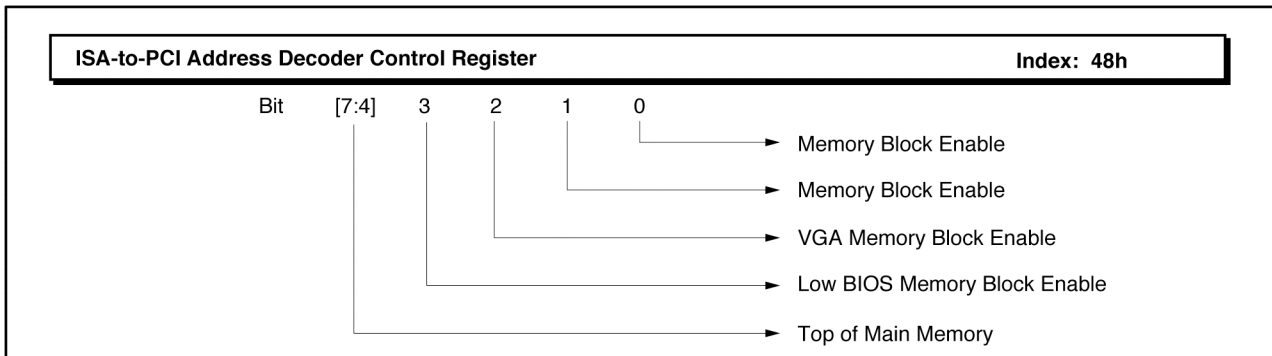 ISA-to-PCI Address Decoder Control Register Index: 48h
Bit [7:4] 3 2 1 0
Memory Block Enable
Memory Block Enable
VGA Memory Block Enable
Low BIOS Memory Block Enable
Top of Main Memory